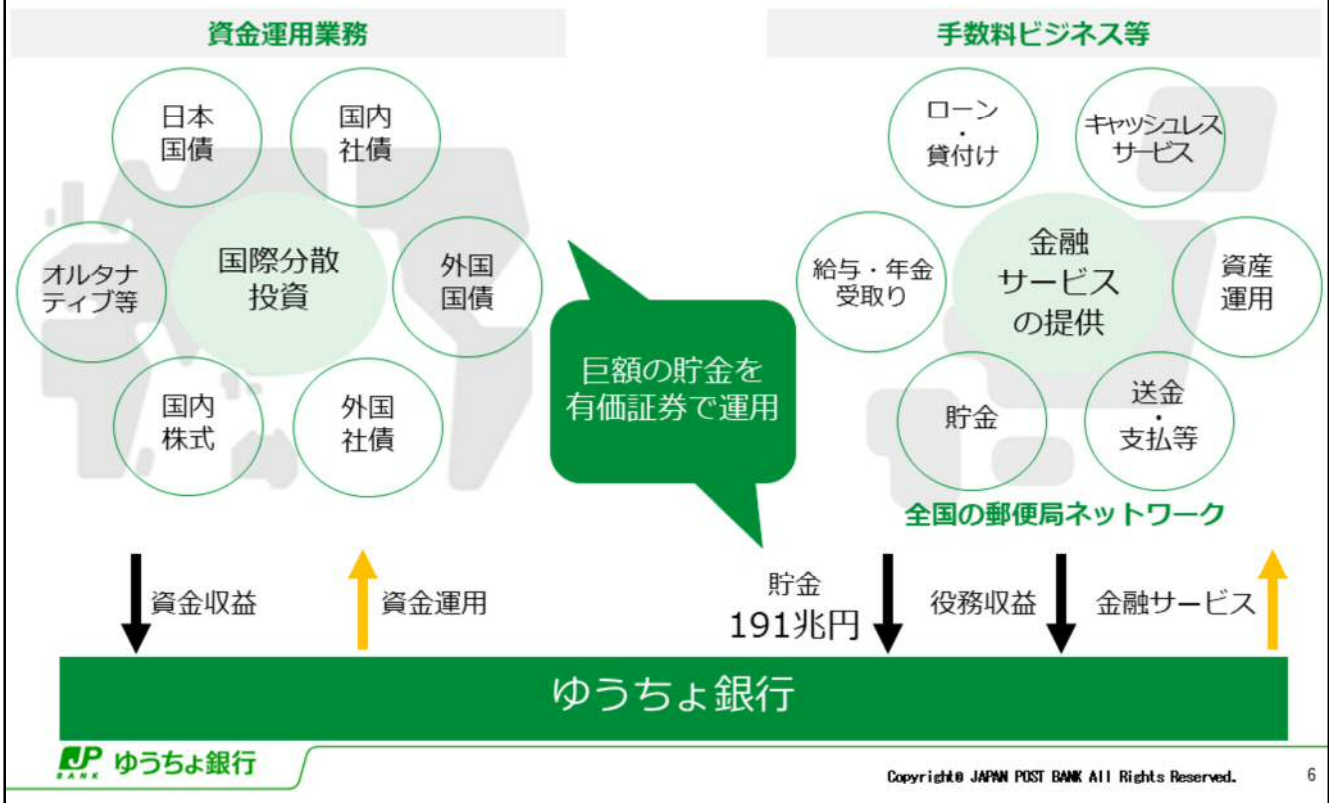 資金運用業務
手数料ビジネス等
日本
国債
国内
社債
オルタナ
ティブ等
国際分散
投資
外国
国債
国内
株式
外国
社債
巨額の貯金を
有価証券で運用
ローン
・
貸付け
キャッシュレス
サービス
給与・年金
受取り
金融
サービス
の提供
資産
運用
貯金
送金
・
支払等
全国の郵便局ネットワーク
資金収益
資金運用
貯金
191兆円
役務収益
金融サービス
ゆうちょ銀行
JP
BANK
ゆうちょ銀行
Copyright© JAPAN POST BANK All Rights Reserved.
6